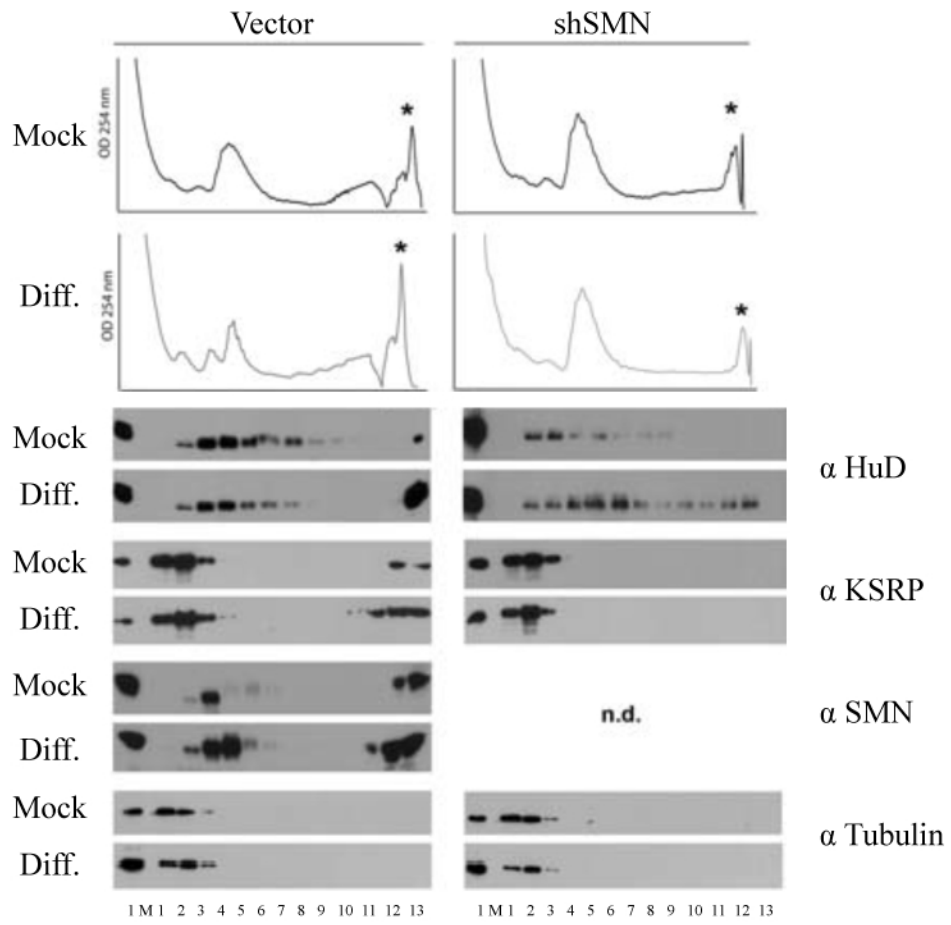 Vector shSMN
*
*
Mock
OD 254 nm
*
*
Diff.
OD 254 nm
Mock
α HuD
Diff.
Mock
α KSRP
Diff.
Mock
n.d.
α SMN
Diff.
Mock
α Tubulin
Diff.
1 M 1 2 3 4 5 6 7 8 9 10 11 12 13 1 M 1 2 3 4 5 6 7 8 9 10 11 12 13